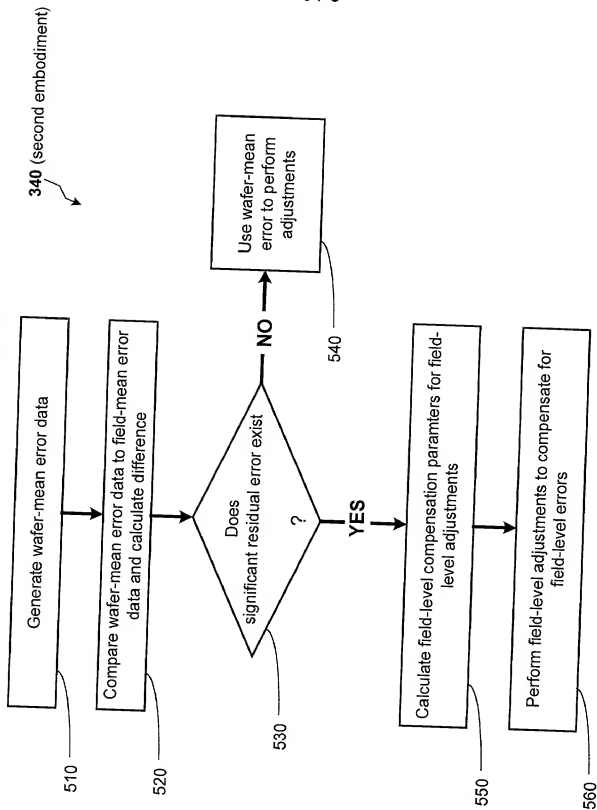 340 (second embodiment)
Generate wafer-mean error data
510
Compare wafer-mean error data to field-mean error
data and calculate difference
520
Does
significant residual error exist
?
530
NO
Use wafer-mean
error to perform
adjustments
540
YES
Calculate field-level compensation paramters for field-
level adjustments
550
Perform field-level adjustments to compensate for
field-level errors
560